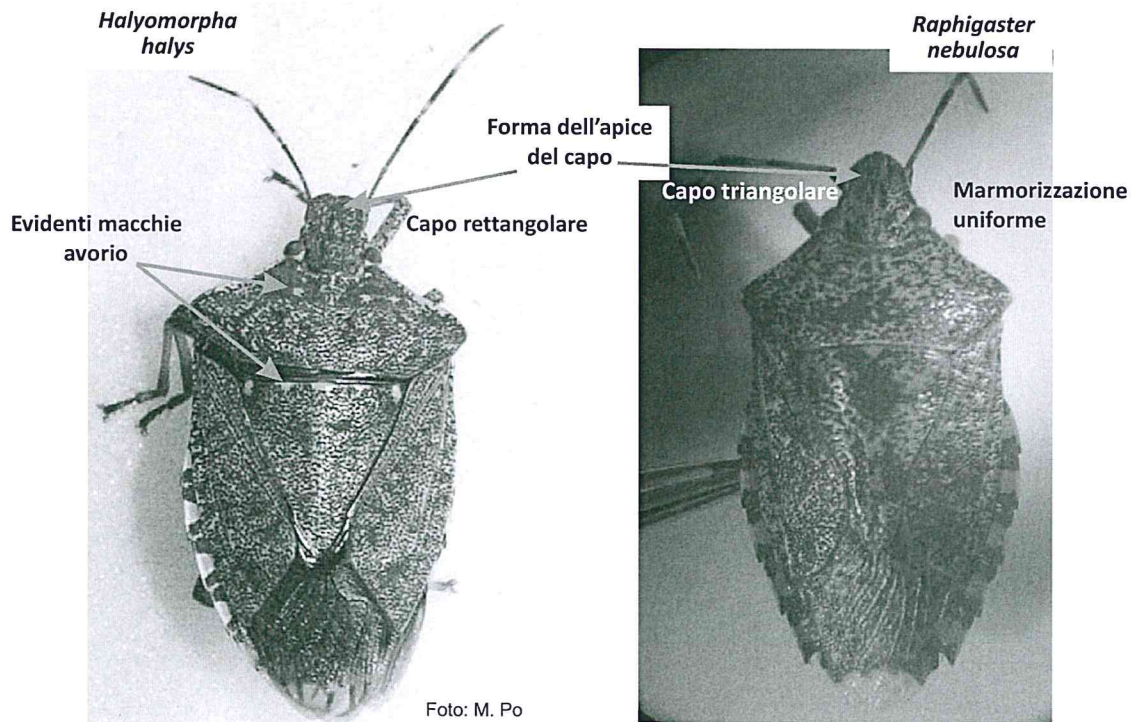 Halyomorpha
halys
Raphigaster
nebulosa
Forma dell'apice
del capo
Capo triangolare
Marmorizzazione
uniforme
Evidenti macchie
avorio
Capo rettangolare
Foto: M. Po